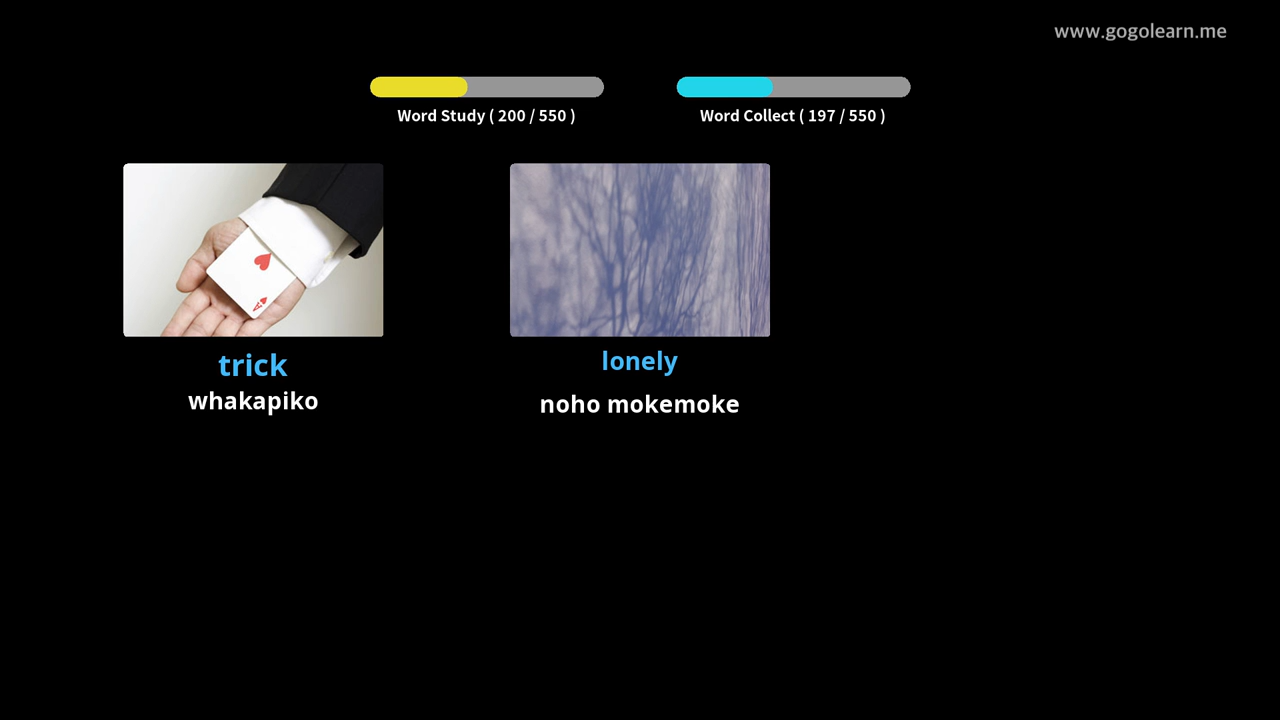 www.gogolearn.me
Word Study ( 200 / 550 )
Word Collect ( 197 / 550 )
A
trick
whakapiko
lonely
noho mokemoke